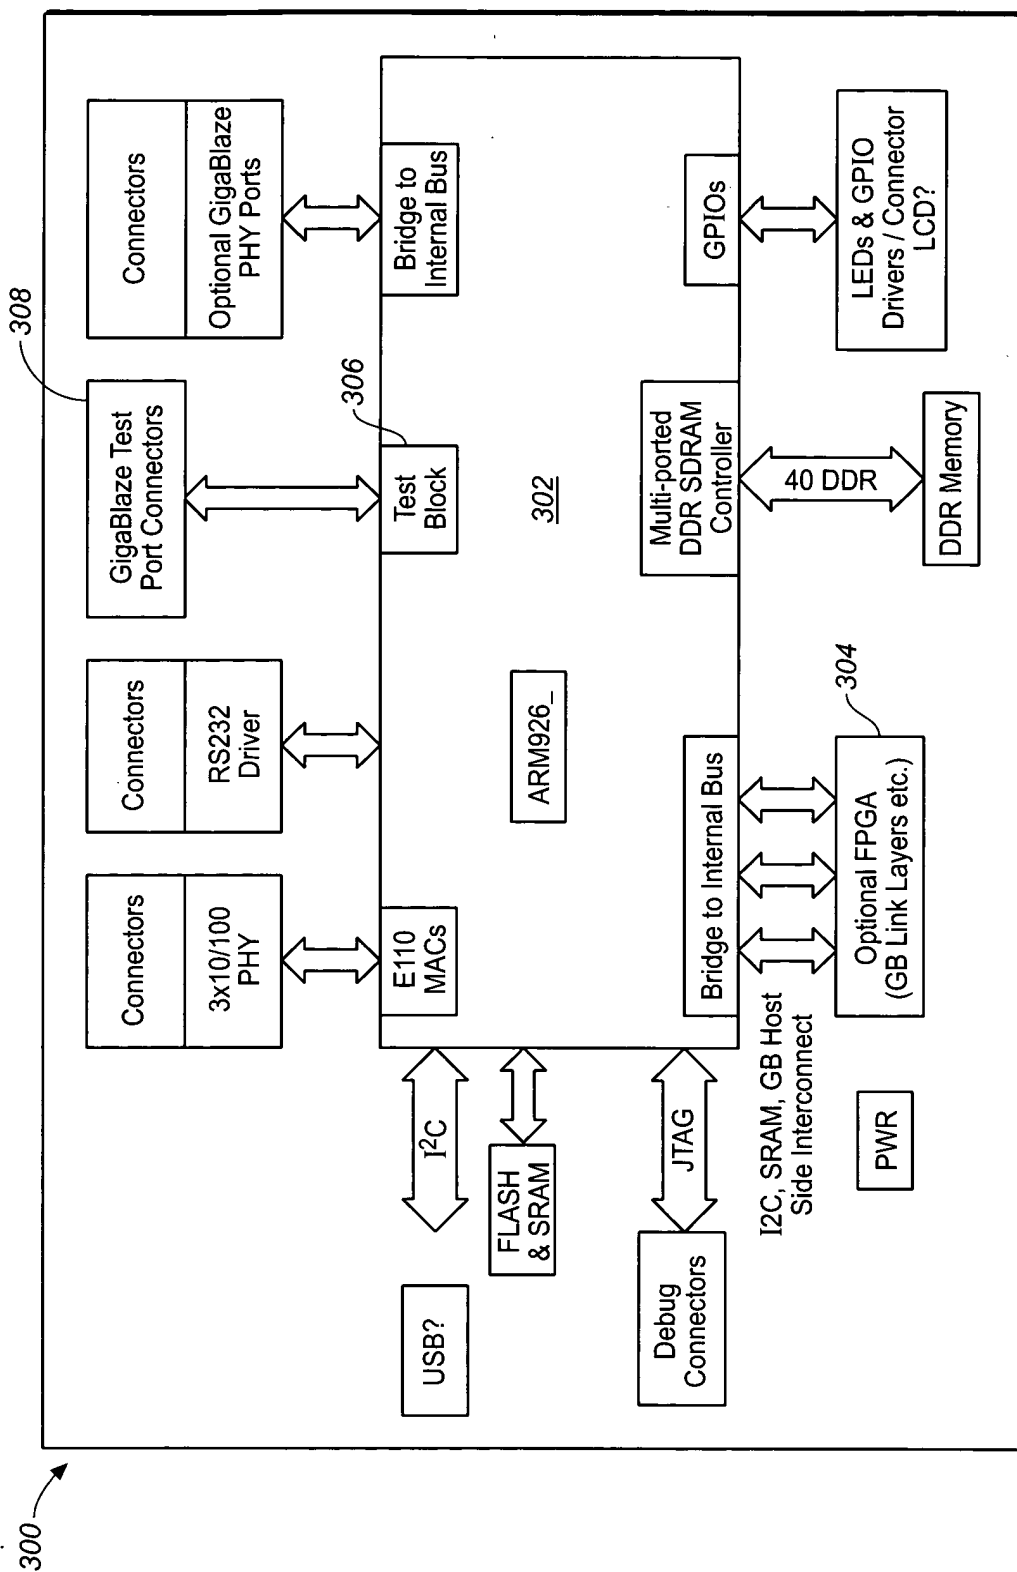 300
308
Connectors
3x10/100
PHY
Connectors
RS232
Driver
GigaBlaze Test
Port Connectors
Connectors
Optional GigaBlaze
PHY Ports
306
E110
MACs
Test
Block
Bridge to
Internal Bus
I²C
USB?
FLASH
& SRAM
ARM926_
302
JTAG
Debug
Connectors
Bridge to Internal Bus
Multi-ported
DDR SDRAM
Controller
GPIOs
I2C, SRAM, GB Host
Side Interconnect
40 DDR
304
PWR
Optional FPGA
(GB Link Layers etc.)
DDR Memory
LEDs & GPIO
Drivers / Connector
LCD?